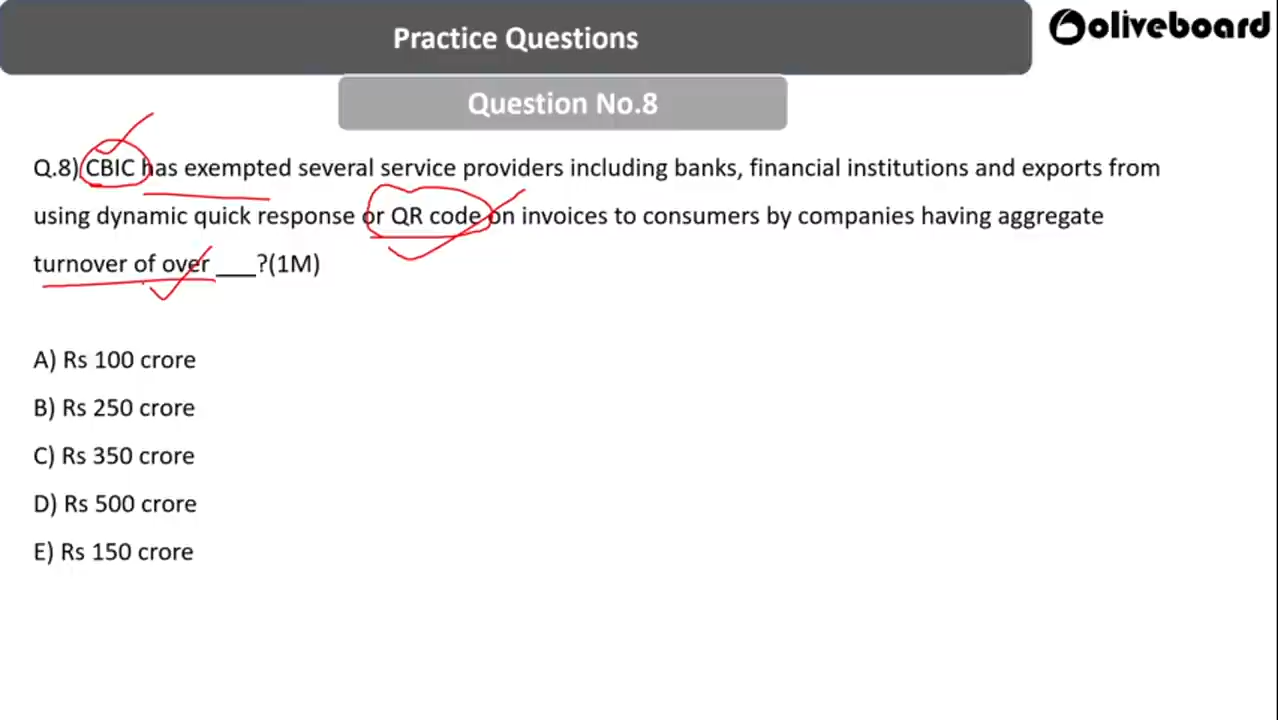 Practice Questions
oliveboard
Question No.8
Q.8) CBIC has exempted several service providers including banks, financial institutions and exports from
using dynamic quick response or QR code on invoices to consumers by companies having aggregate
turnover of over ___?(1M)
A) Rs 100 crore
B) Rs 250 crore
C) Rs 350 crore
D) Rs 500 crore
E) Rs 150 crore